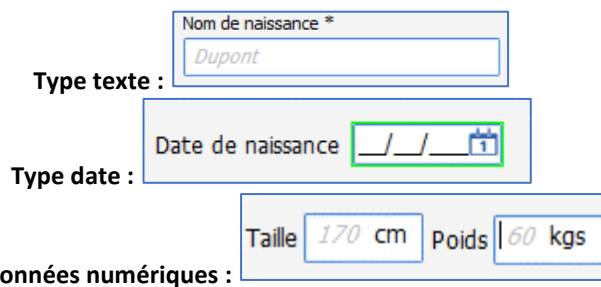 Nom de naissance *
Dupont
Type texte :
Date de naissance __/__/____ 1
Type date :
Taille 170 cm Poids 60 kgs
onnées numériques :